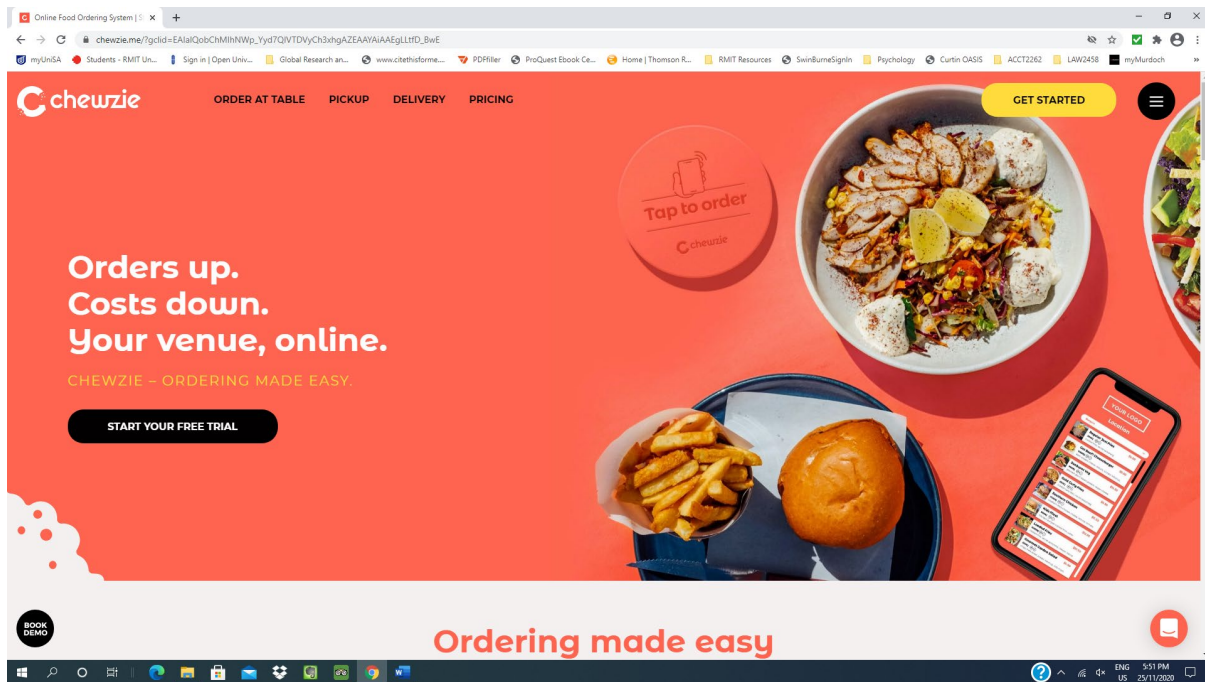 Online Food Ordering System | S
chewzie.me/?gclid=EAIaIQobChMIhNWp_Yyd7QIVTDVyCh3xhgAZEAAYAiAAEgLLtfD_BwE
myUniSA
Students - RMIT Un...
Sign in | Open Univ...
Global Research an...
www.citethisforme....
PDFfiller
ProQuest Ebook Ce...
Home | Thomson R...
RMIT Resources
SwinBurneSignIn
Psychology
Curtin OASIS
ACCT2262
LAW2458
myMurdoch
»
chewzie
ORDER AT TABLE
PICKUP
DELIVERY
PRICING
GET STARTED
Tap to order
chewzie
Orders up.
Costs down.
Your venue, online.
CHEWZIE – ORDERING MADE EASY.
START YOUR FREE TRIAL
YOUR LOGO
Location
BOOK
DEMO
Ordering made easy
ENG
US
5:51 PM
25/11/2020